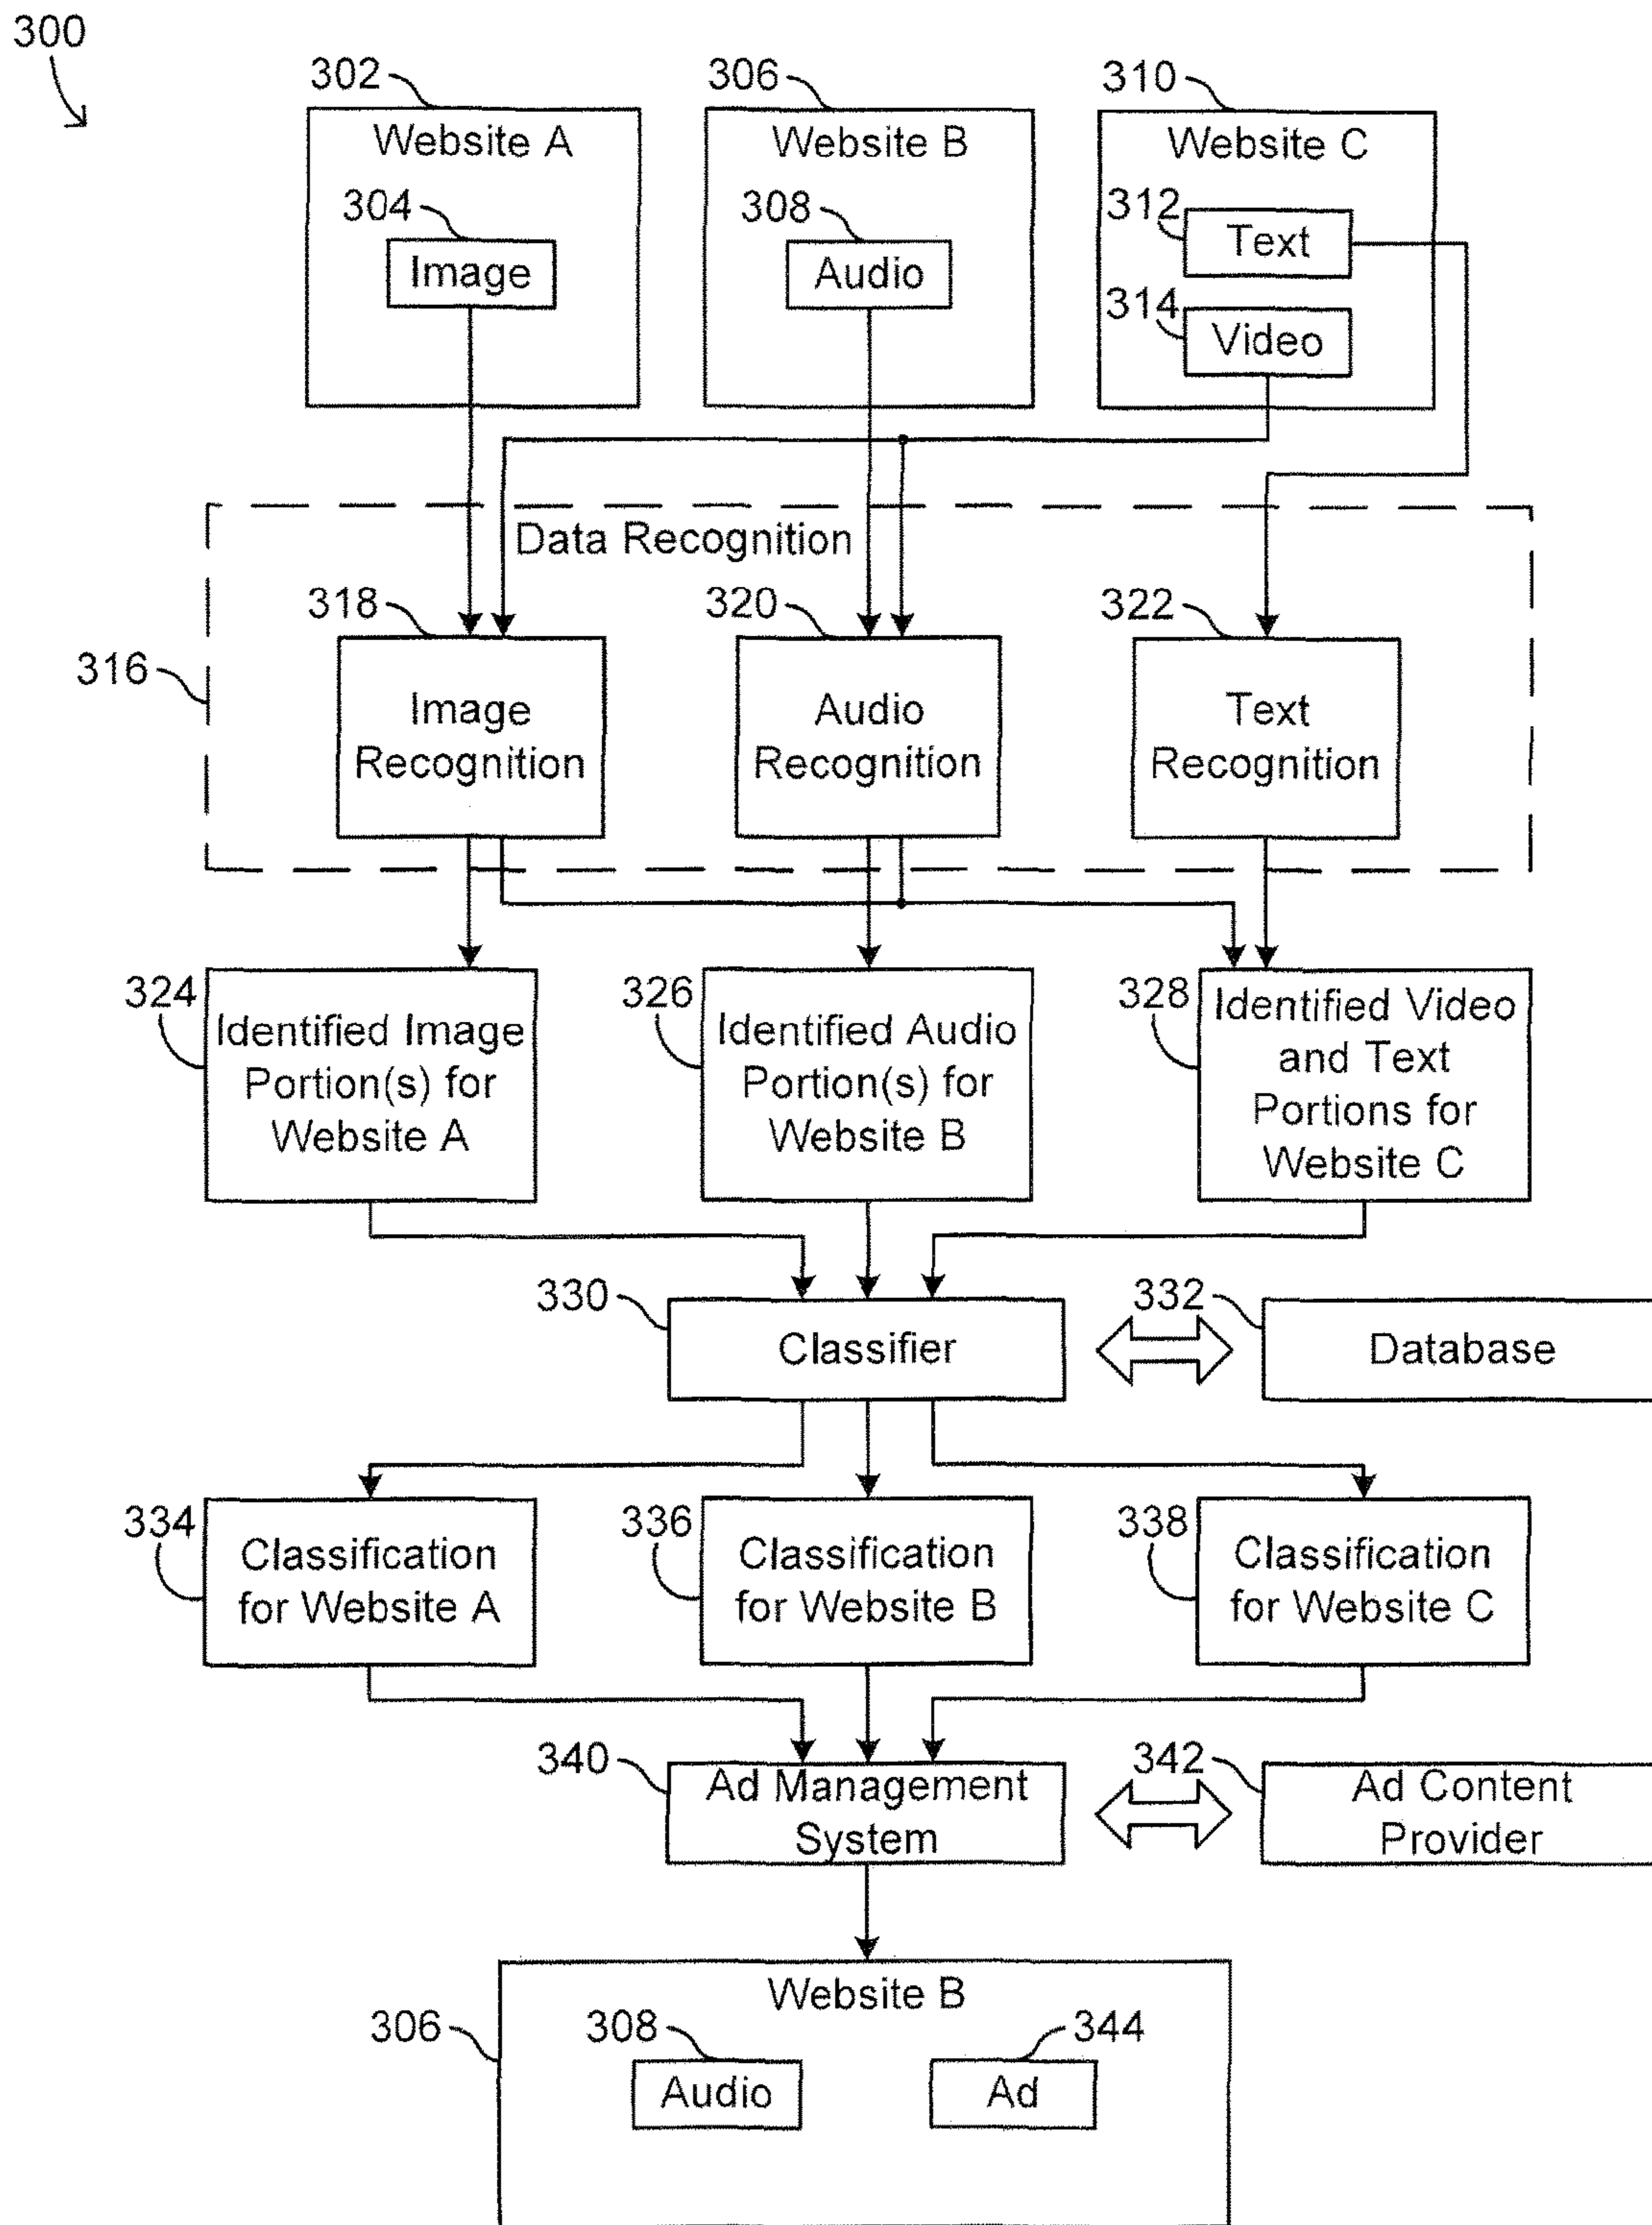 300
302
306
310
Website A
Website B
Website C
304
308
312
Image
Audio
Text
314
Video
Data Recognition
318
320
322
316
Image
Recognition
Audio
Recognition
Text
Recognition
324
Identified Image
Portion(s) for
Website A
326
Identified Audio
Portion(s) for
Website B
328
Identified Video
and Text
Portions for
Website C
330
Classifier
332
Database
334
Classification
for Website A
336
Classification
for Website B
338
Classification
for Website C
340
Ad Management
System
342
Ad Content
Provider
Website B
306
308
344
Audio
Ad